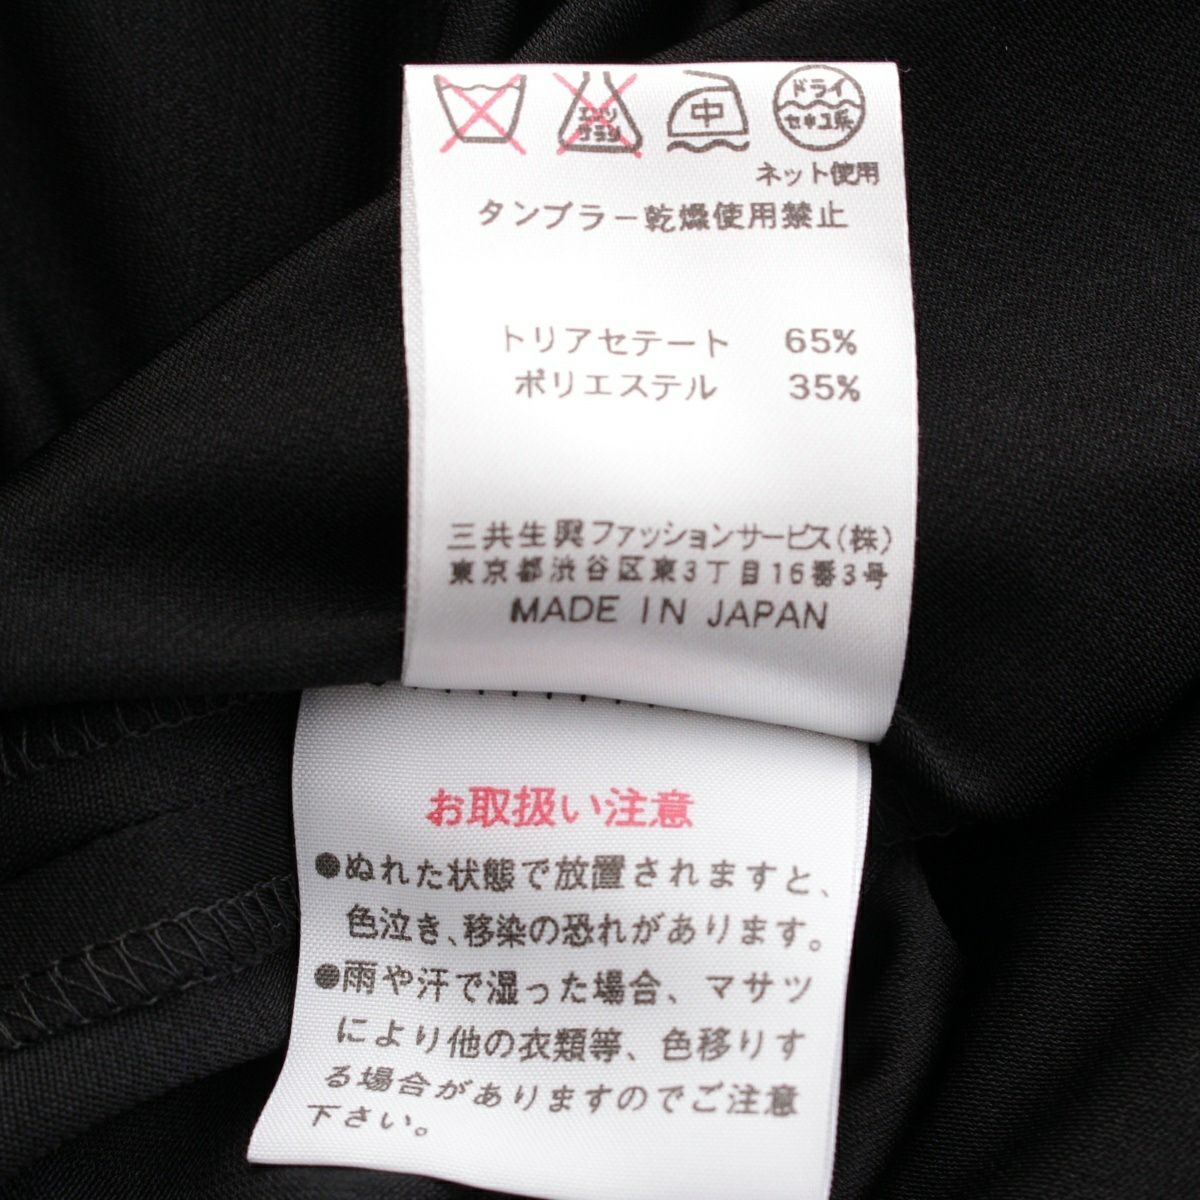 エンソ
サラシ
中
ドライ
セキユ系
ネット使用
タンブラー乾燥使用禁止
トリアセテート 65%
ポリエステル 35%
三共生興ファッションサービス(株)
東京都渋谷区東3丁目16番3号
MADE IN JAPAN
お取扱い注意
●ぬれた状態で放置されますと、
色泣き、移染の恐れがあります。
●雨や汗で湿った場合、マサツ
により他の衣類等、色移りす
る場合がありますのでご注意
下さい。